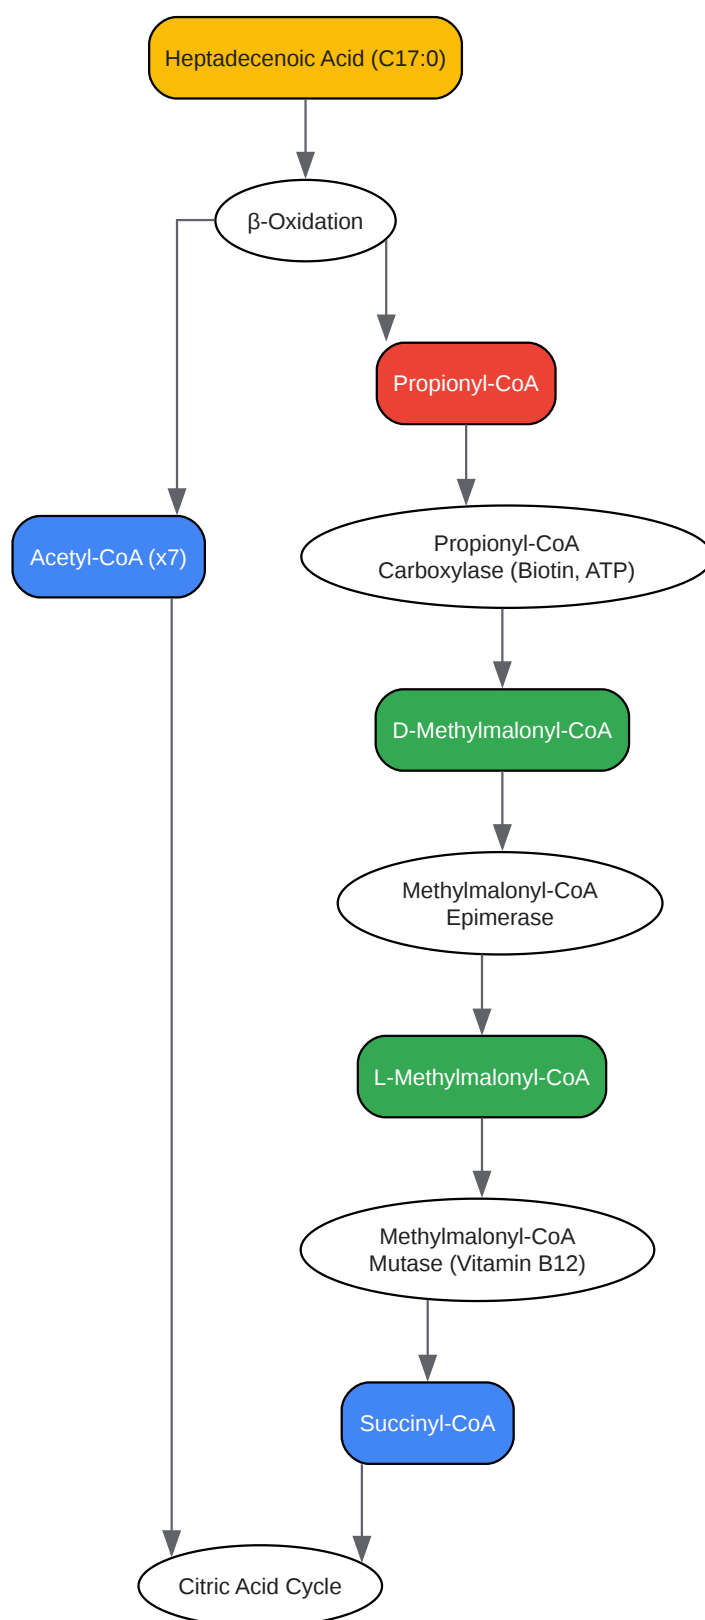 Heptadecenoic Acid (C17:0)
β-Oxidation
Propionyl-CoA
Acetyl-CoA (x7)
Propionyl-CoA
Carboxylase (Biotin, ATP)
D-Methylmalonyl-CoA
Methylmalonyl-CoA
Epimerase
L-Methylmalonyl-CoA
Methylmalonyl-CoA
Mutase (Vitamin B12)
Succinyl-CoA
Citric Acid Cycle